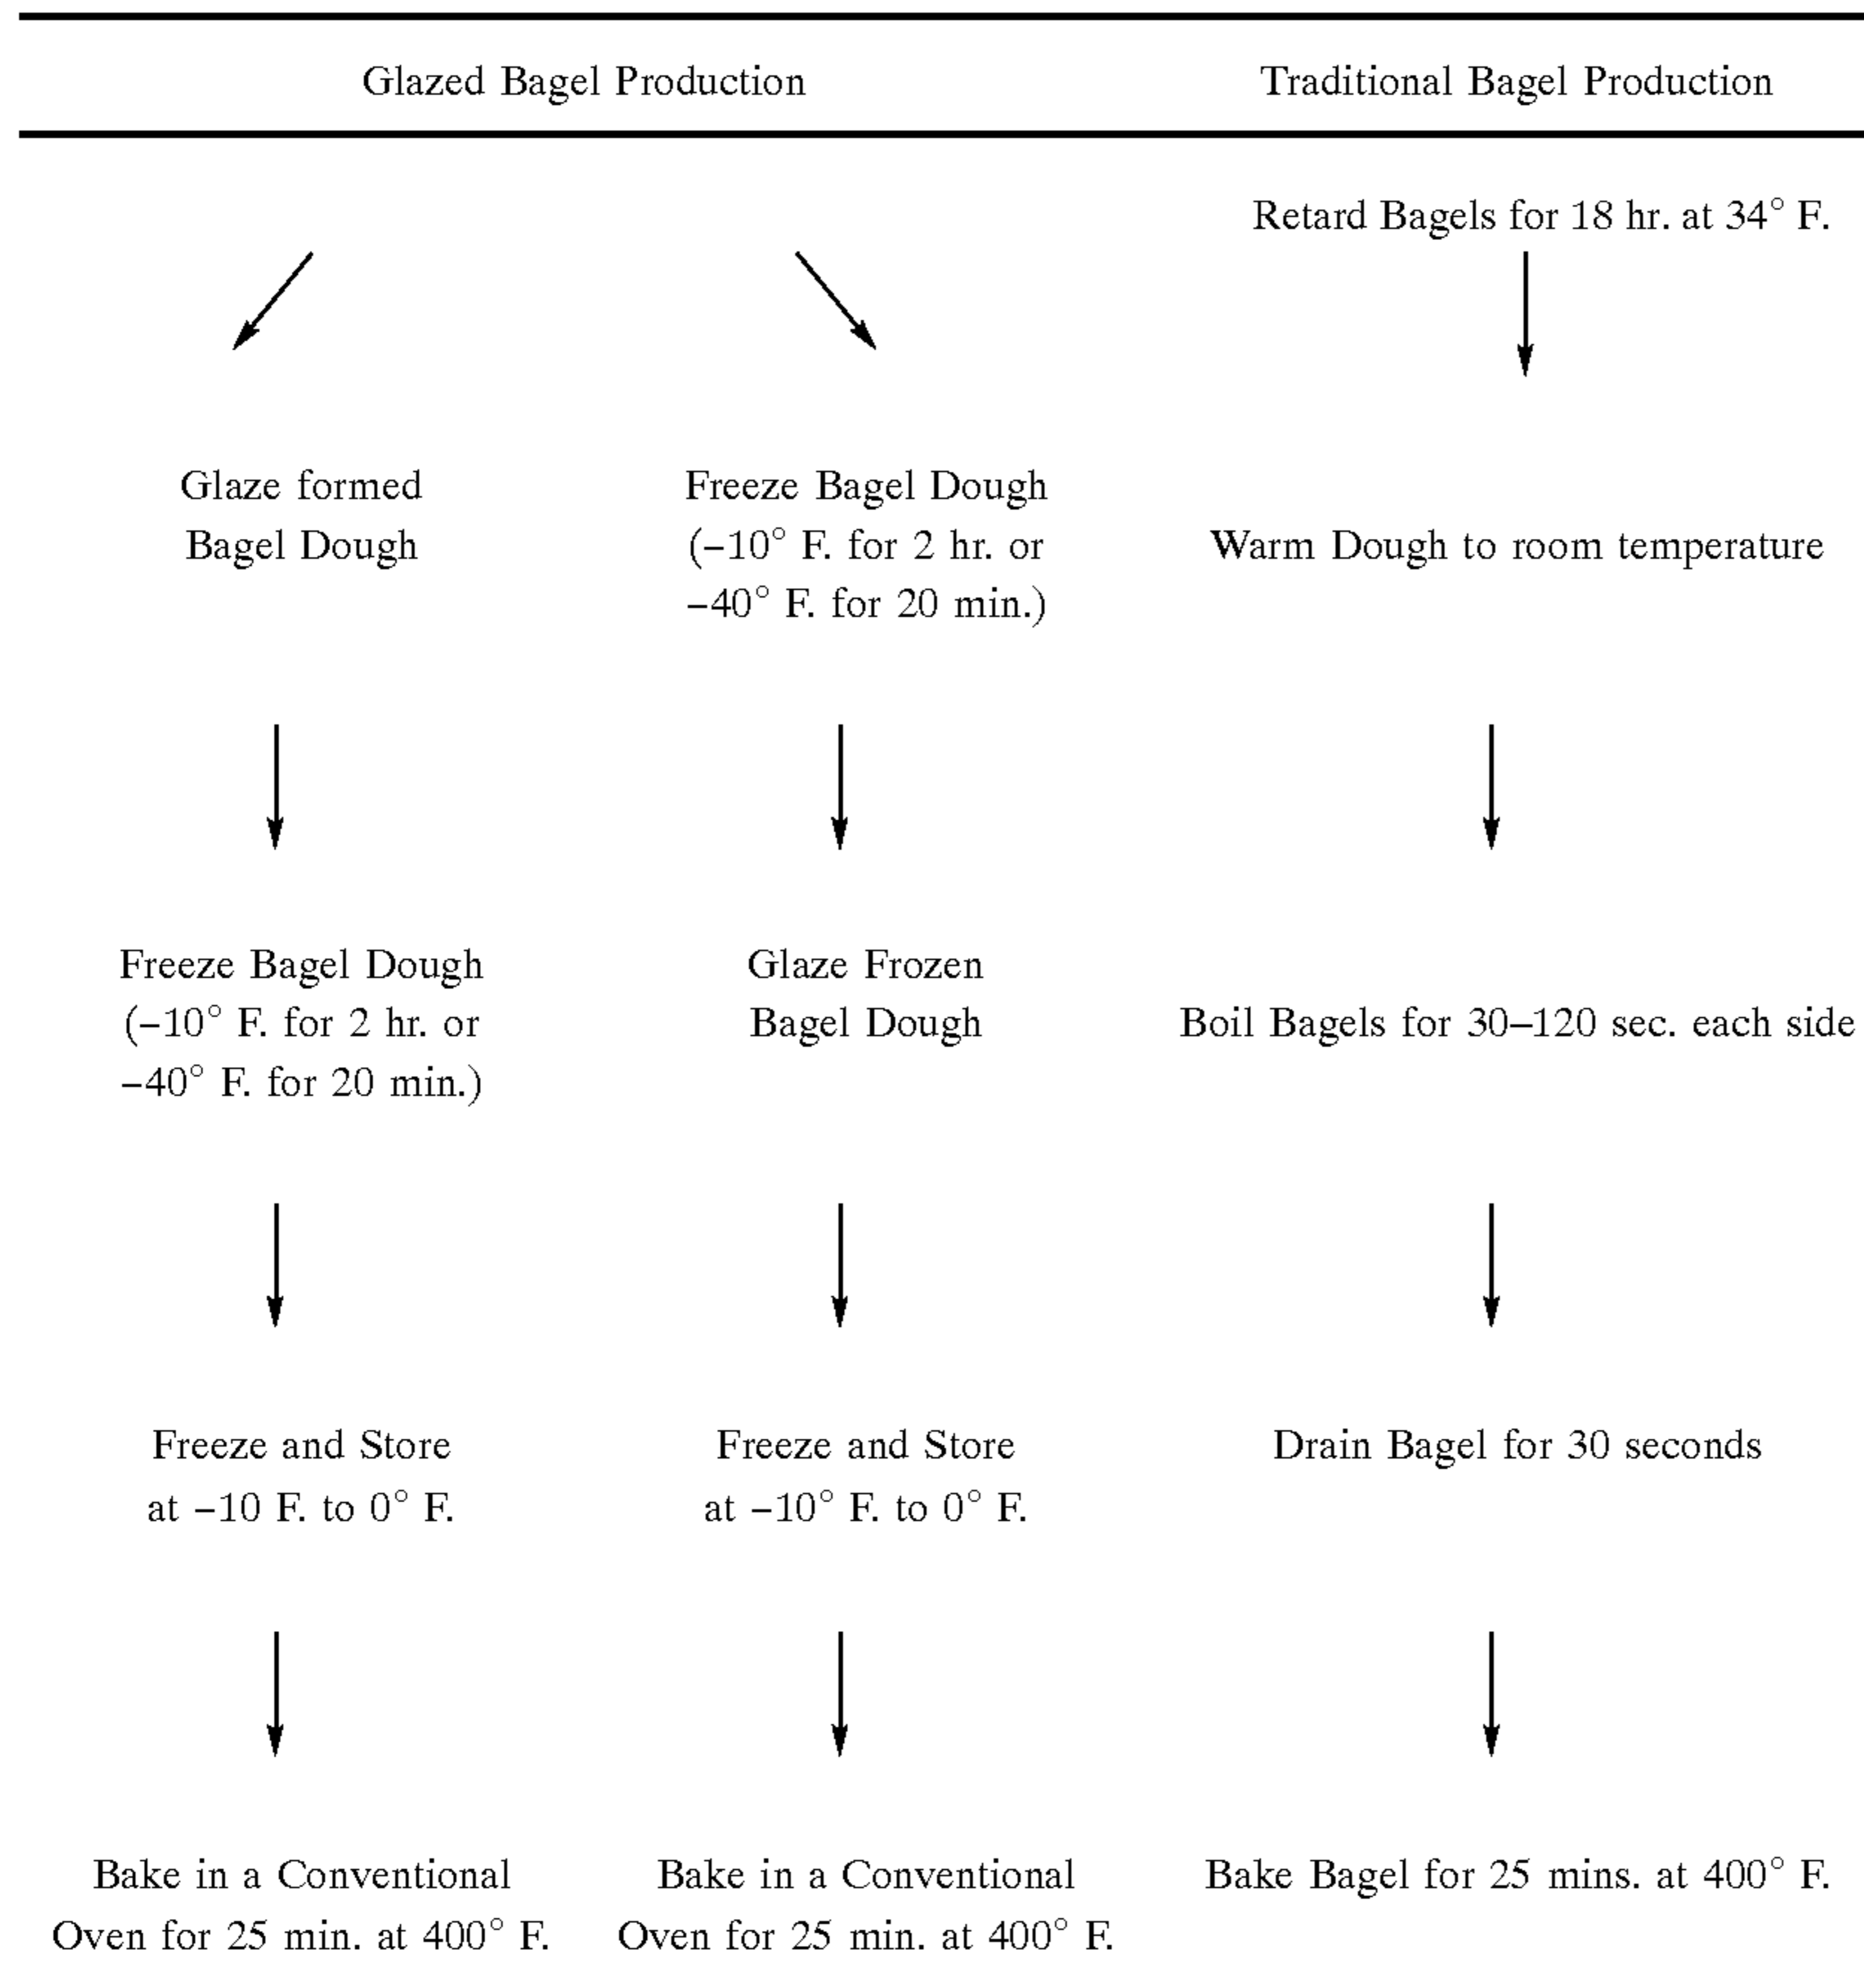 Glazed Bagel Production
Traditional Bagel Production
Retard Bagels for 18 hr. at 34° F.
Glaze formed
Bagel Dough
Freeze Bagel Dough
(–10° F. for 2 hr. or
–40° F. for 20 min.)
Warm Dough to room temperature
Freeze Bagel Dough
(–10° F. for 2 hr. or
–40° F. for 20 min.)
Glaze Frozen
Bagel Dough
Boil Bagels for 30–120 sec. each side
Freeze and Store
at –10 F. to 0° F.
Freeze and Store
at –10° F. to 0° F.
Drain Bagel for 30 seconds
Bake in a Conventional
Oven for 25 min. at 400° F.
Bake in a Conventional
Oven for 25 min. at 400° F.
Bake Bagel for 25 mins. at 400° F.